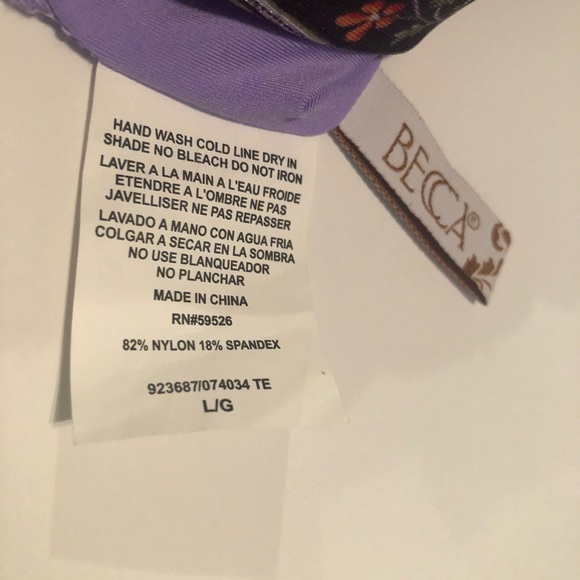 HAND WASH COLD LINE DRY IN
SHADE NO BLEACH DO NOT IRON
LAVER A LA MAIN A L'EAU FROIDE
ETENDRE A L'OMBRE NE PAS
JAVELLISER NE PAS REPASSER
LAVADO A MANO CON AGUA FRIA
COLGAR A SECAR EN LA SOMBRA
NO USE BLANQUEADOR
NO PLANCHAR
MADE IN CHINA
RN#59526
82% NYLON 18% SPANDEX
923687/074034 TE
L/G
BECCA®